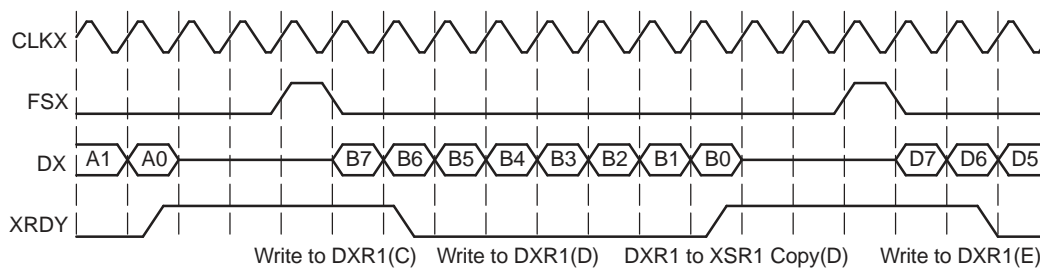 CLKX
FSX
DX A1 A0 B7 B6 B5 B4 B3 B2 B1 B0 D7 D6 D5
XRDY
Write to DXR1(C) Write to DXR1(D) DXR1 to XSR1 Copy(D) Write to DXR1(E)